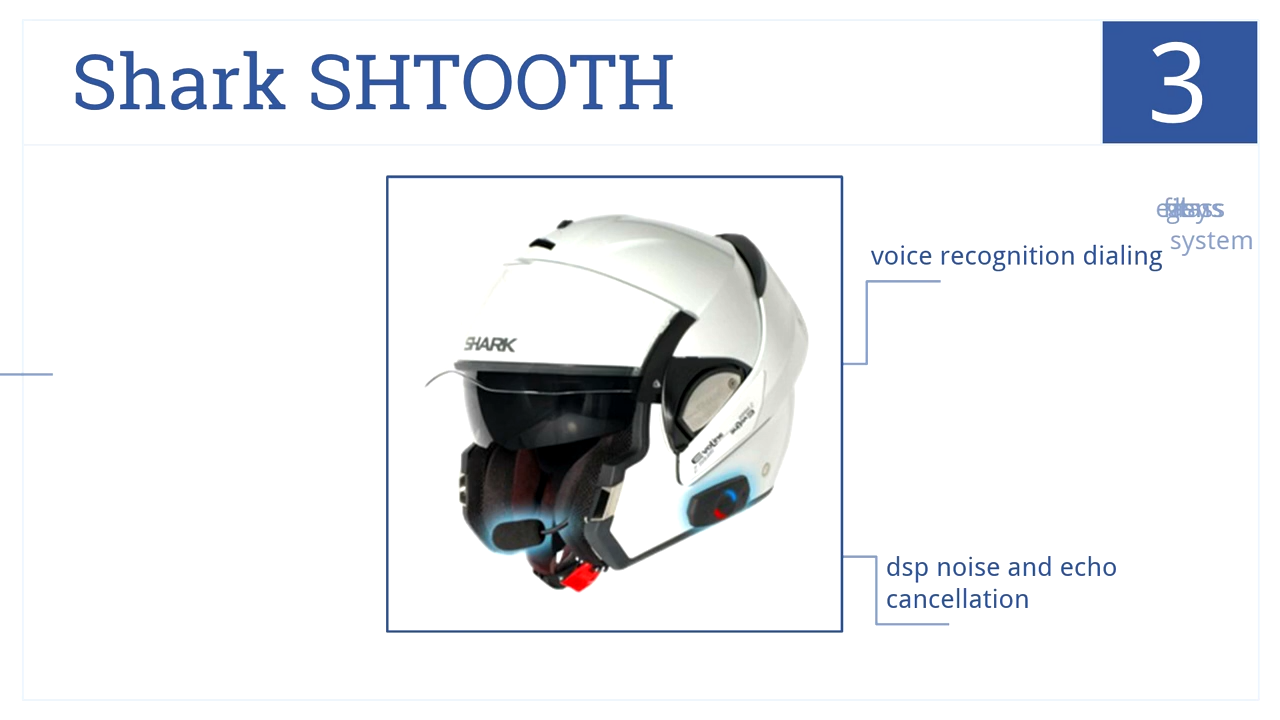 Shark SHTOOTH
3
system
voice recognition dialing
SHARK
dsp noise and echo
cancellation